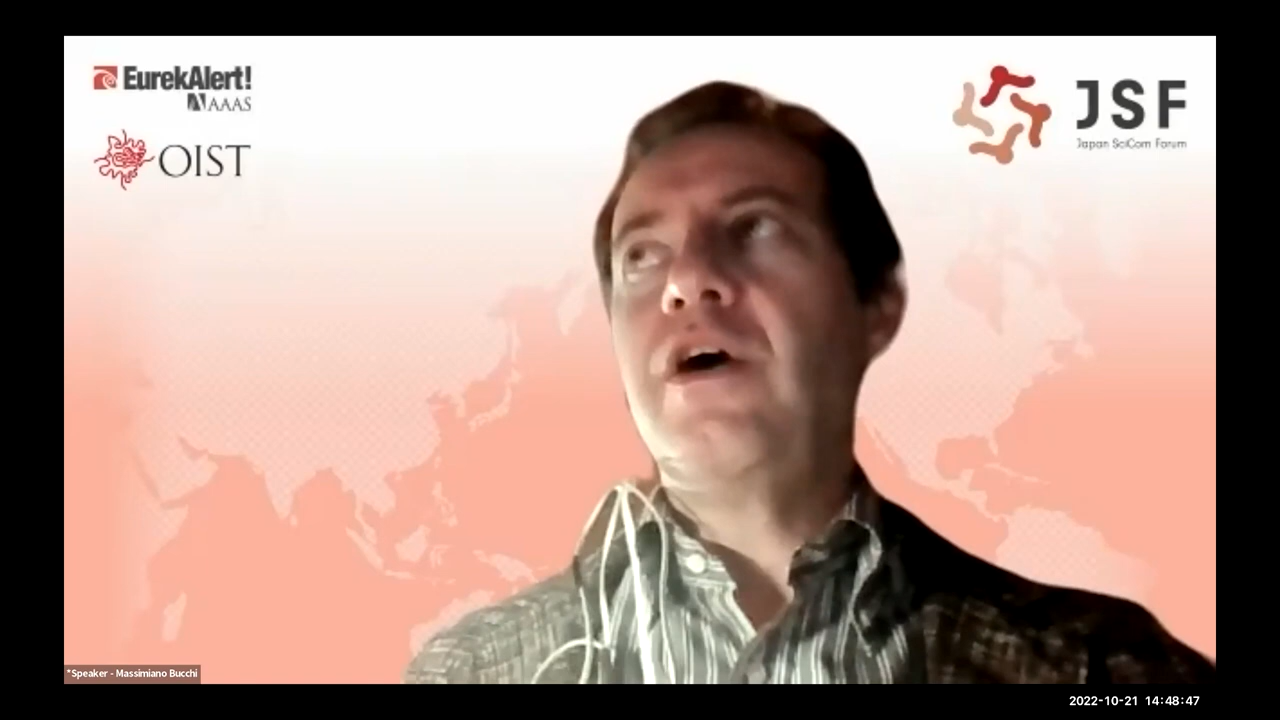 EurekAlert!
AAAS
OIST
JSF
Japan SciCom Forum
*Speaker - Massimiano Bucchi
2022-10-21 14:48:47